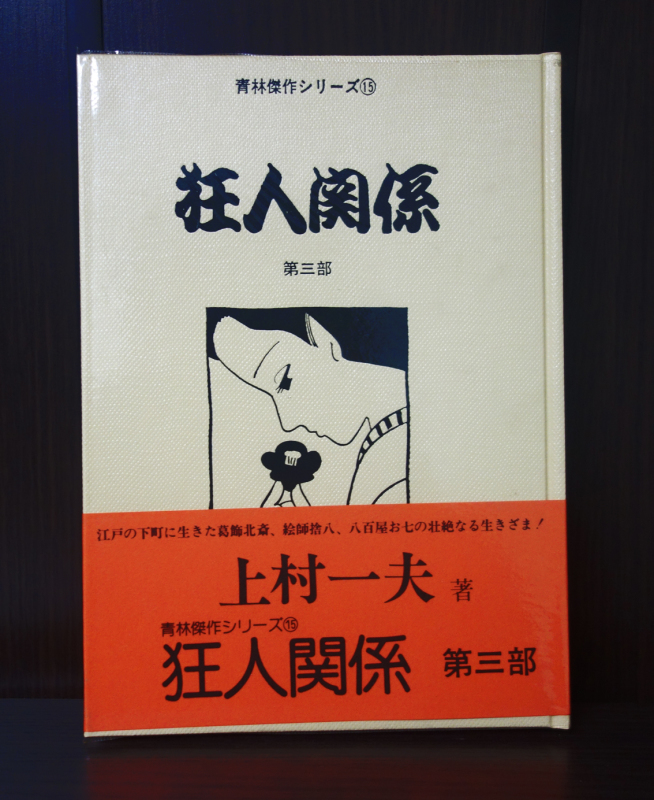 青林傑作シリーズ⑮
狂人関係
第三部
江戸の下町に生きた葛飾北斎、絵師捨八、八百屋お七の壮絶なる生きざま!
上村一夫 著
青林傑作シリーズ⑮
狂人関係 第三部